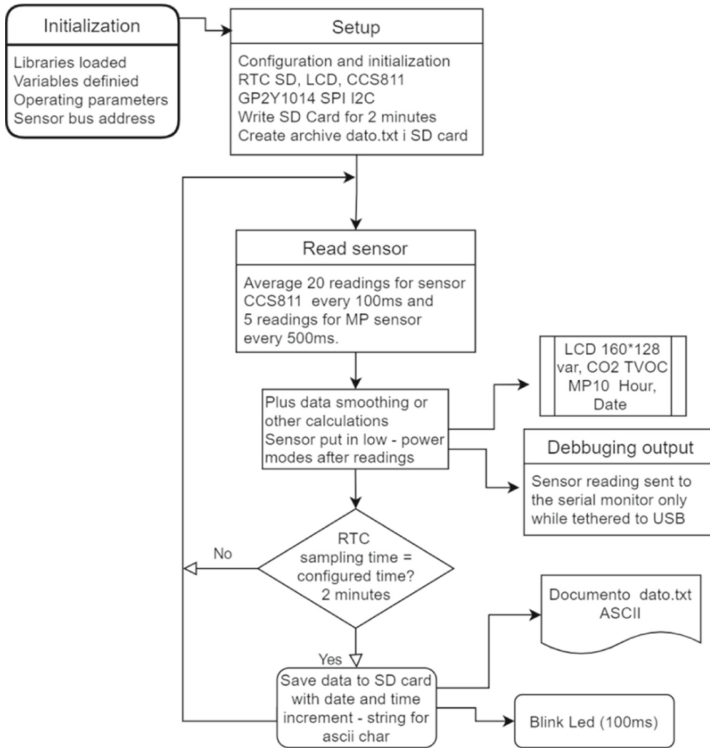 Initialization
Libraries loaded
Variables definied
Operating parameters
Sensor bus address
Setup
Configuration and initialization
RTC SD, LCD, CCS811
GP2Y1014 SPI I2C
Write SD Card for 2 minutes
Create archive dato.txt i SD card
Read sensor
Average 20 readings for sensor
CCS811 every 100ms and
5 readings for MP sensor
every 500ms.
LCD 160*128
var, CO2 TVOC
MP10 Hour,
Date
Plus data smoothing or
other calculations
Sensor put in low - power
modes after readings
Debbuging output
Sensor reading sent to
the serial monitor only
while tethered to USB
RTC
sampling time =
configured time?
2 minutes
No
Yes
Documento dato.txt
ASCII
Save data to SD card
with date and time
increment - string for
ascii char
Blink Led (100ms)